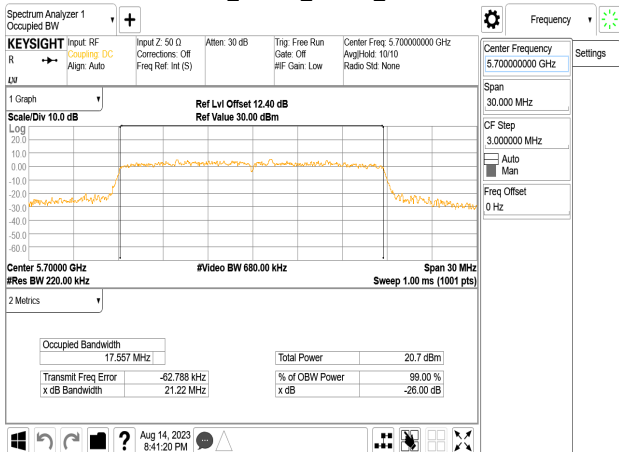 Spectrum Analyzer 1
Occupied BW
+
Frequency
KEYSIGHT
R
LXI
Input: RF
Coupling: DC
Align: Auto
Input Z: 50 Ω
Corrections: Off
Freq Ref: Int (S)
Atten: 30 dB
Trig: Free Run
Gate: Off
#IF Gain: Low
Center Freq: 5.700000000 GHz
Avg|Hold: 10/10
Radio Std: None
Center Frequency
5.700000000 GHz
Settings
Span
30.000 MHz
CF Step
3.000000 MHz
Auto
Man
Freq Offset
0 Hz
1 Graph
Scale/Div 10.0 dB
Ref Lvl Offset 12.40 dB
Ref Value 30.00 dBm
Log
20.0
10.0
0.00
-10.0
-20.0
-30.0
-40.0
-50.0
-60.0
Center 5.70000 GHz
#Video BW 680.00 kHz
Span 30 MHz
#Res BW 220.00 kHz
Sweep 1.00 ms (1001 pts)
2 Metrics
Occupied Bandwidth
17.557 MHz
Total Power 20.7 dBm
Transmit Freq Error -62.788 kHz
% of OBW Power 99.00 %
x dB Bandwidth 21.22 MHz
x dB -26.00 dB
?
Aug 14, 2023
8:41:20 PM